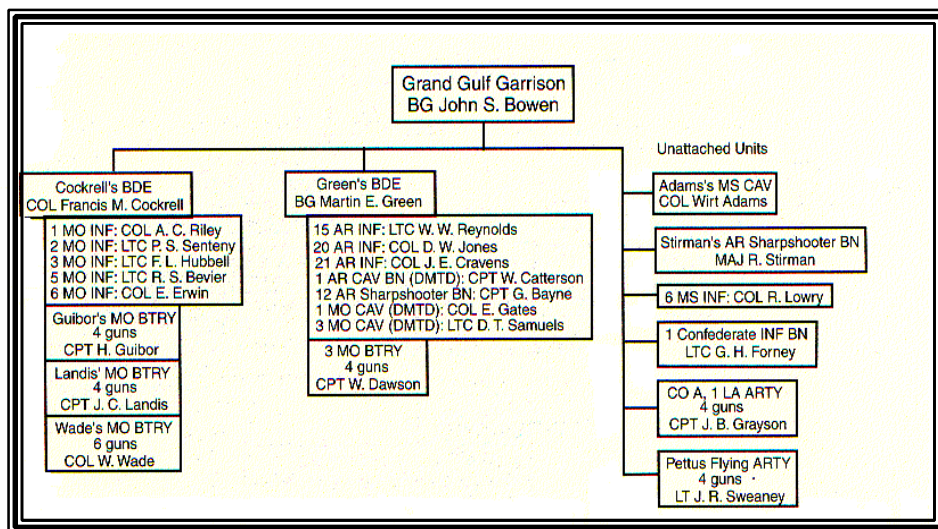 Grand Gulf Garrison
BG John S. Bowen
Unattached Units
Cockrell's BDE
COL Francis M. Cockrell
1 MO INF: COL A. C. Riley
2 MO INF: LTC P. S. Senteny
3 MO INF: LTC F. L. Hubbell
5 MO INF: LTC R. S. Bevier
6 MO INF: COL E. Erwin
Guibor's MO BTRY
4 guns
CPT H. Guibor
Landis' MO BTRY
4 guns
CPT J. C. Landis
Wade's MO BTRY
6 guns
COL W. Wade
Green's BDE
BG Martin E. Green
15 AR INF: LTC W. W. Reynolds
20 AR INF: COL D. W. Jones
21 AR INF: COL J. E. Cravens
1 AR CAV BN (DMTD): CPT W. Catterson
12 AR Sharpshooter BN: CPT G. Bayne
1 MO CAV (DMTD): COL E. Gates
3 MO CAV (DMTD): LTC D. T. Samuels
3 MO BTRY
4 guns
CPT W. Dawson
Adams's MS CAV
COL Wirt Adams
Stirman's AR Sharpshooter BN
MAJ R. Stirman
6 MS INF: COL R. Lowry
1 Confederate INF BN
LTC G. H. Forney
CO A, 1 LA ARTY
4 guns
CPT J. B. Grayson
Pettus Flying ARTY
4 guns
LT J. R. Sweaney